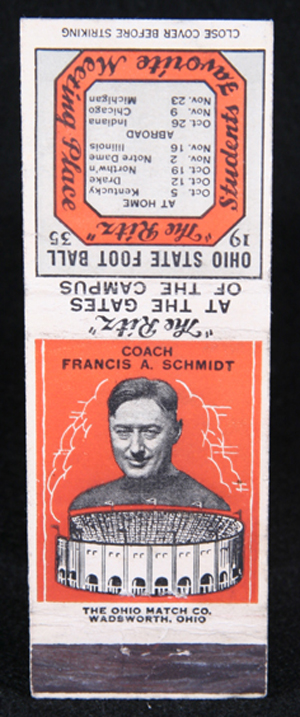 "The Ritz"
AT THE GATES
OF THE CAMPUS
OHIO STATE FOOT BALL
19 "The Ritz" 35
AT HOME
Oct. 5 Kentucky
Oct. 12 Drake
Oct. 19 Northw'n
Nov. 2 Notre Dame
Nov. 16 Illinois
ABROAD
Oct. 26 Indiana
Nov. 9 Chicago
Nov. 23 Michigan
Students Favorite Meeting Place
CLOSE COVER BEFORE STRIKING
COACH
FRANCIS A. SCHMIDT
THE OHIO MATCH CO.
WADSWORTH, OHIO